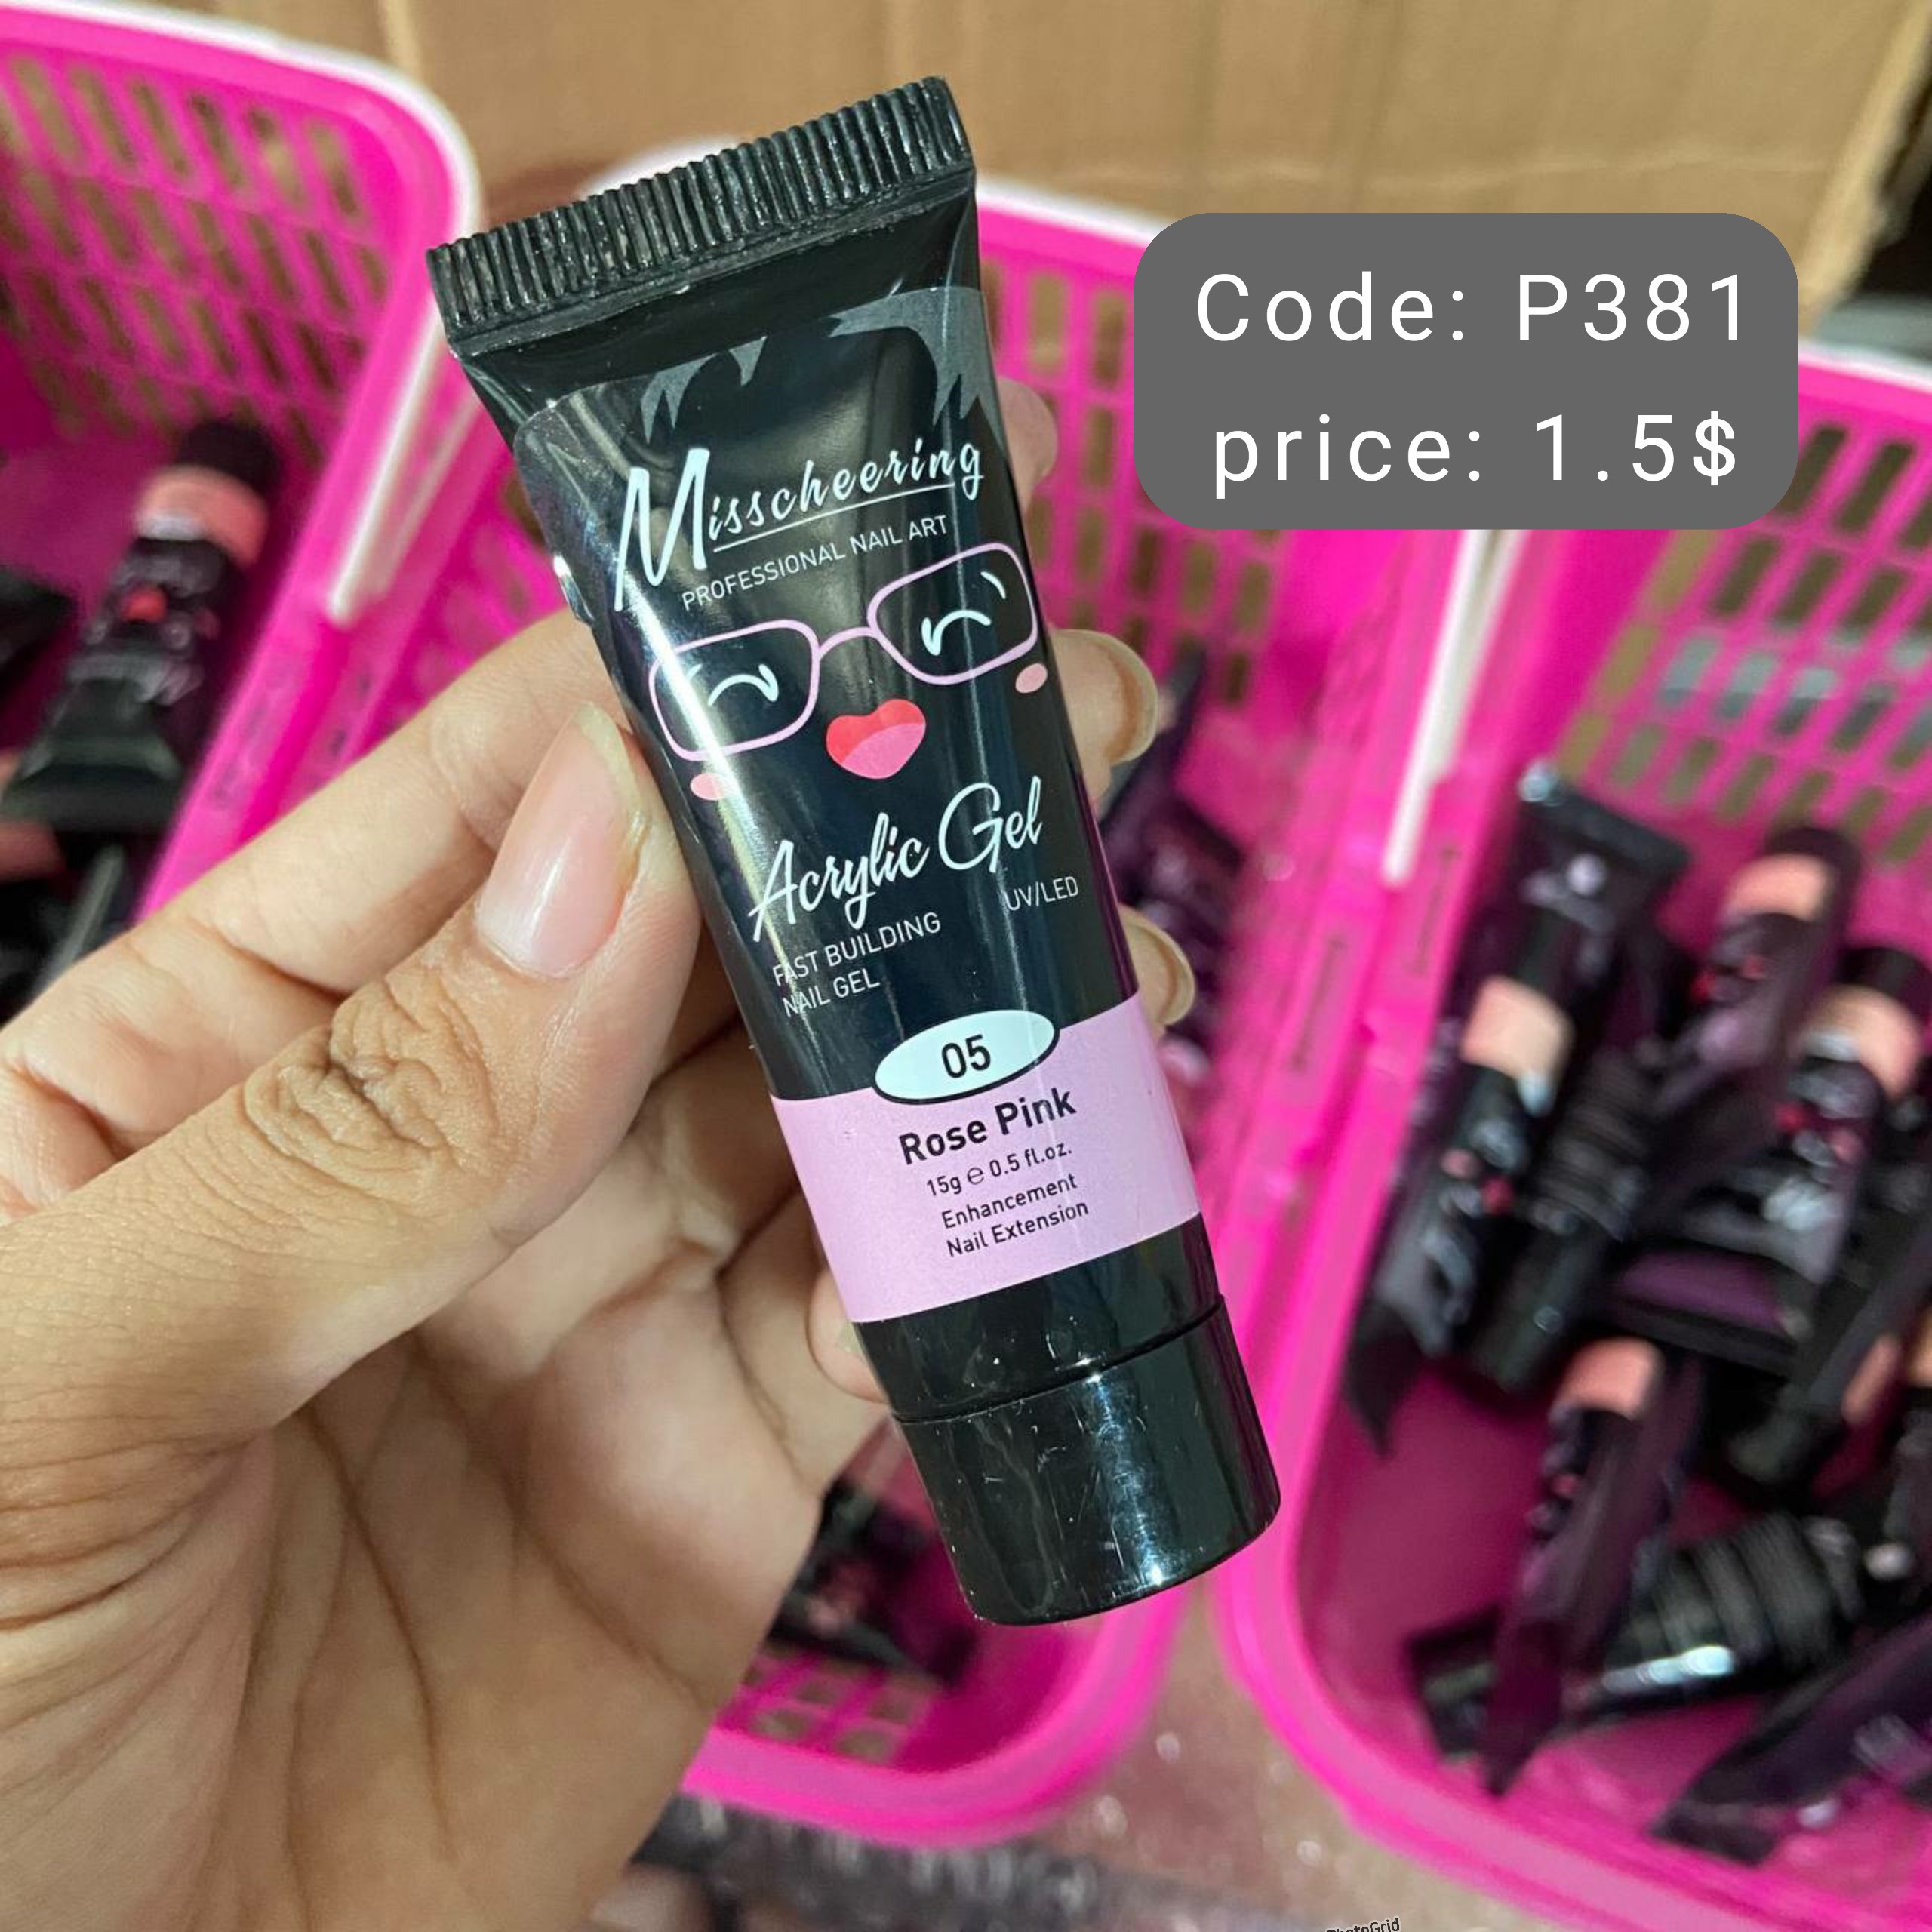 Code: P381
price: 1.5$
Misscheering
PROFESSIONAL NAIL ART
Acrylic Gel
UV/LED
FAST BUILDING
NAIL GEL
05
Rose Pink
15g ℮ 0.5 fl.oz.
Enhancement
Nail Extension
PhotoGrid